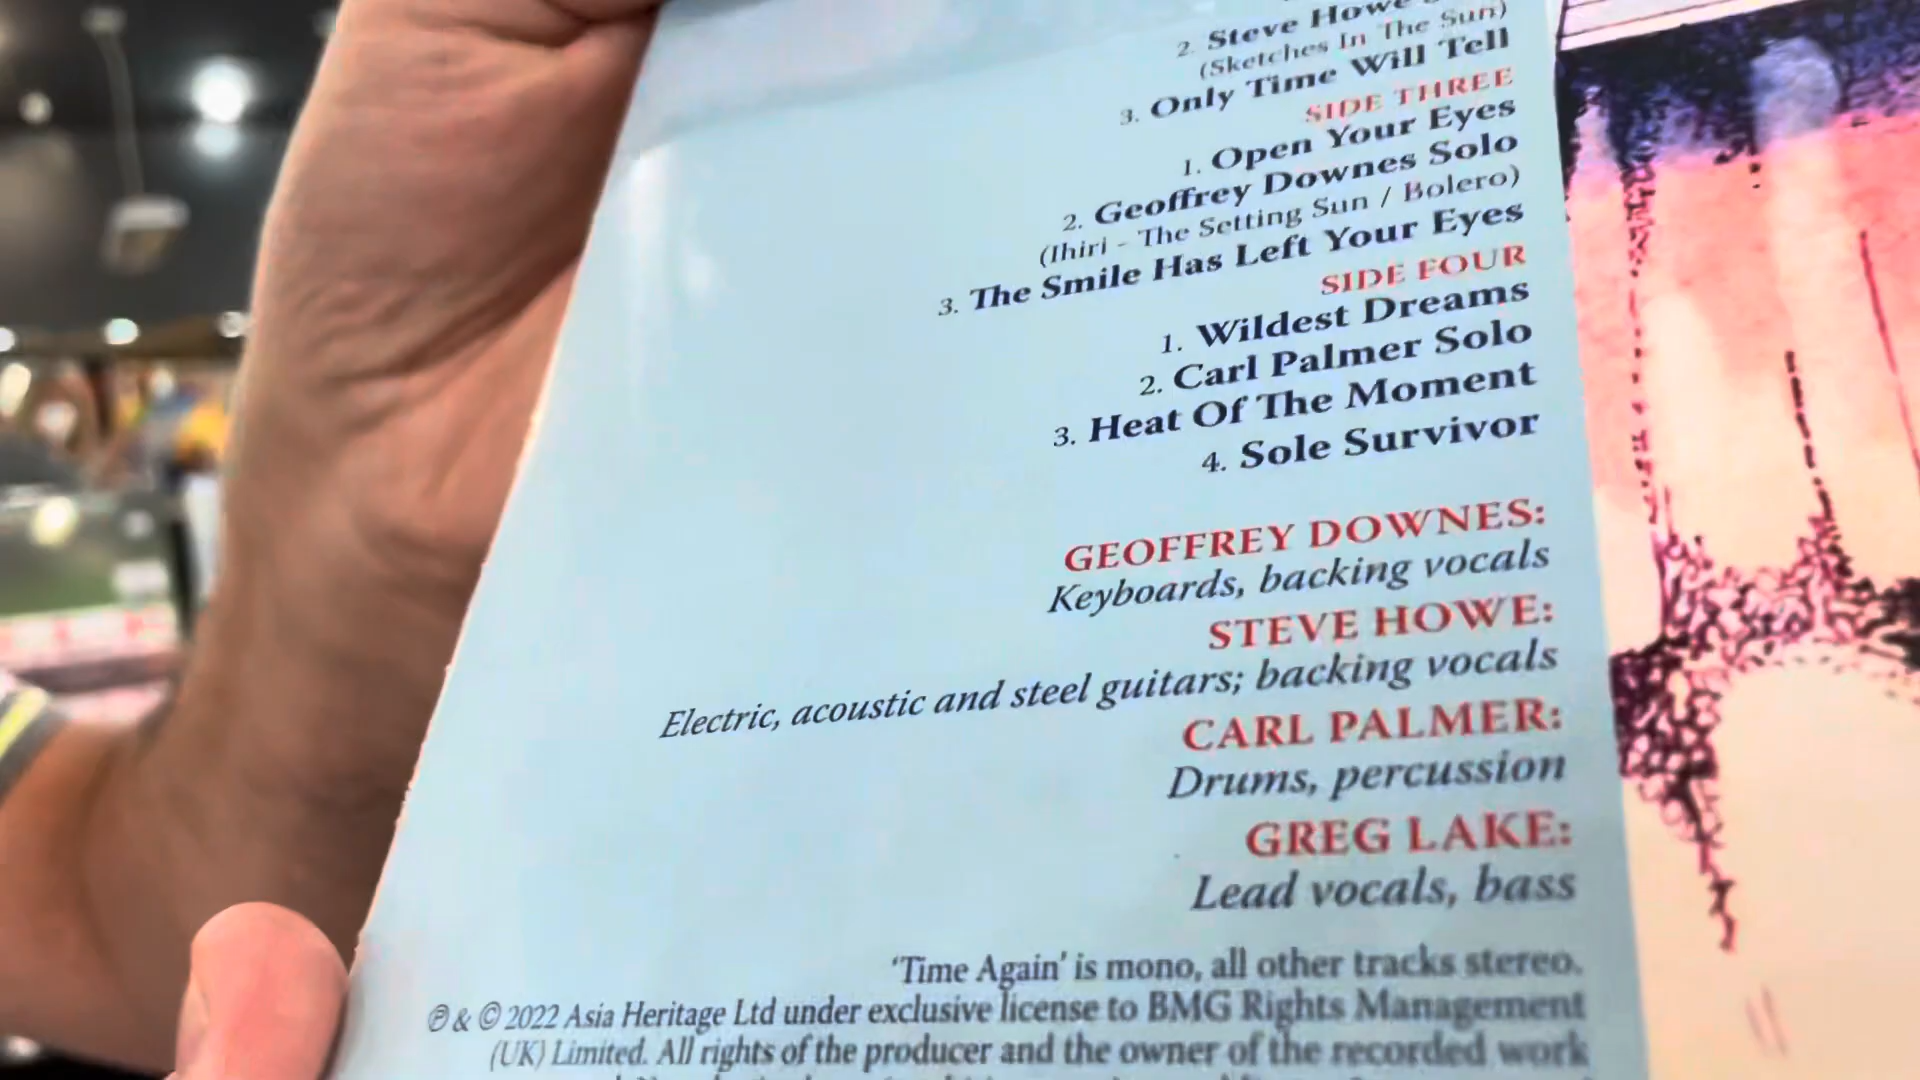 2. Steve Howe
(Sketches In The Sun)
3. Only Time Will Tell
SIDE THREE
1. Open Your Eyes
2. Geoffrey Downes Solo
(Ihiri - The Setting Sun / Bolero)
3. The Smile Has Left Your Eyes
SIDE FOUR
1. Wildest Dreams
2. Carl Palmer Solo
3. Heat Of The Moment
4. Sole Survivor
GEOFFREY DOWNES:
Keyboards, backing vocals
STEVE HOWE:
Electric, acoustic and steel guitars; backing vocals
CARL PALMER:
Drums, percussion
GREG LAKE:
Lead vocals, bass
'Time Again' is mono, all other tracks stereo.
℗ & © 2022 Asia Heritage Ltd under exclusive license to BMG Rights Management
(UK) Limited. All rights of the producer and the owner of the recorded work